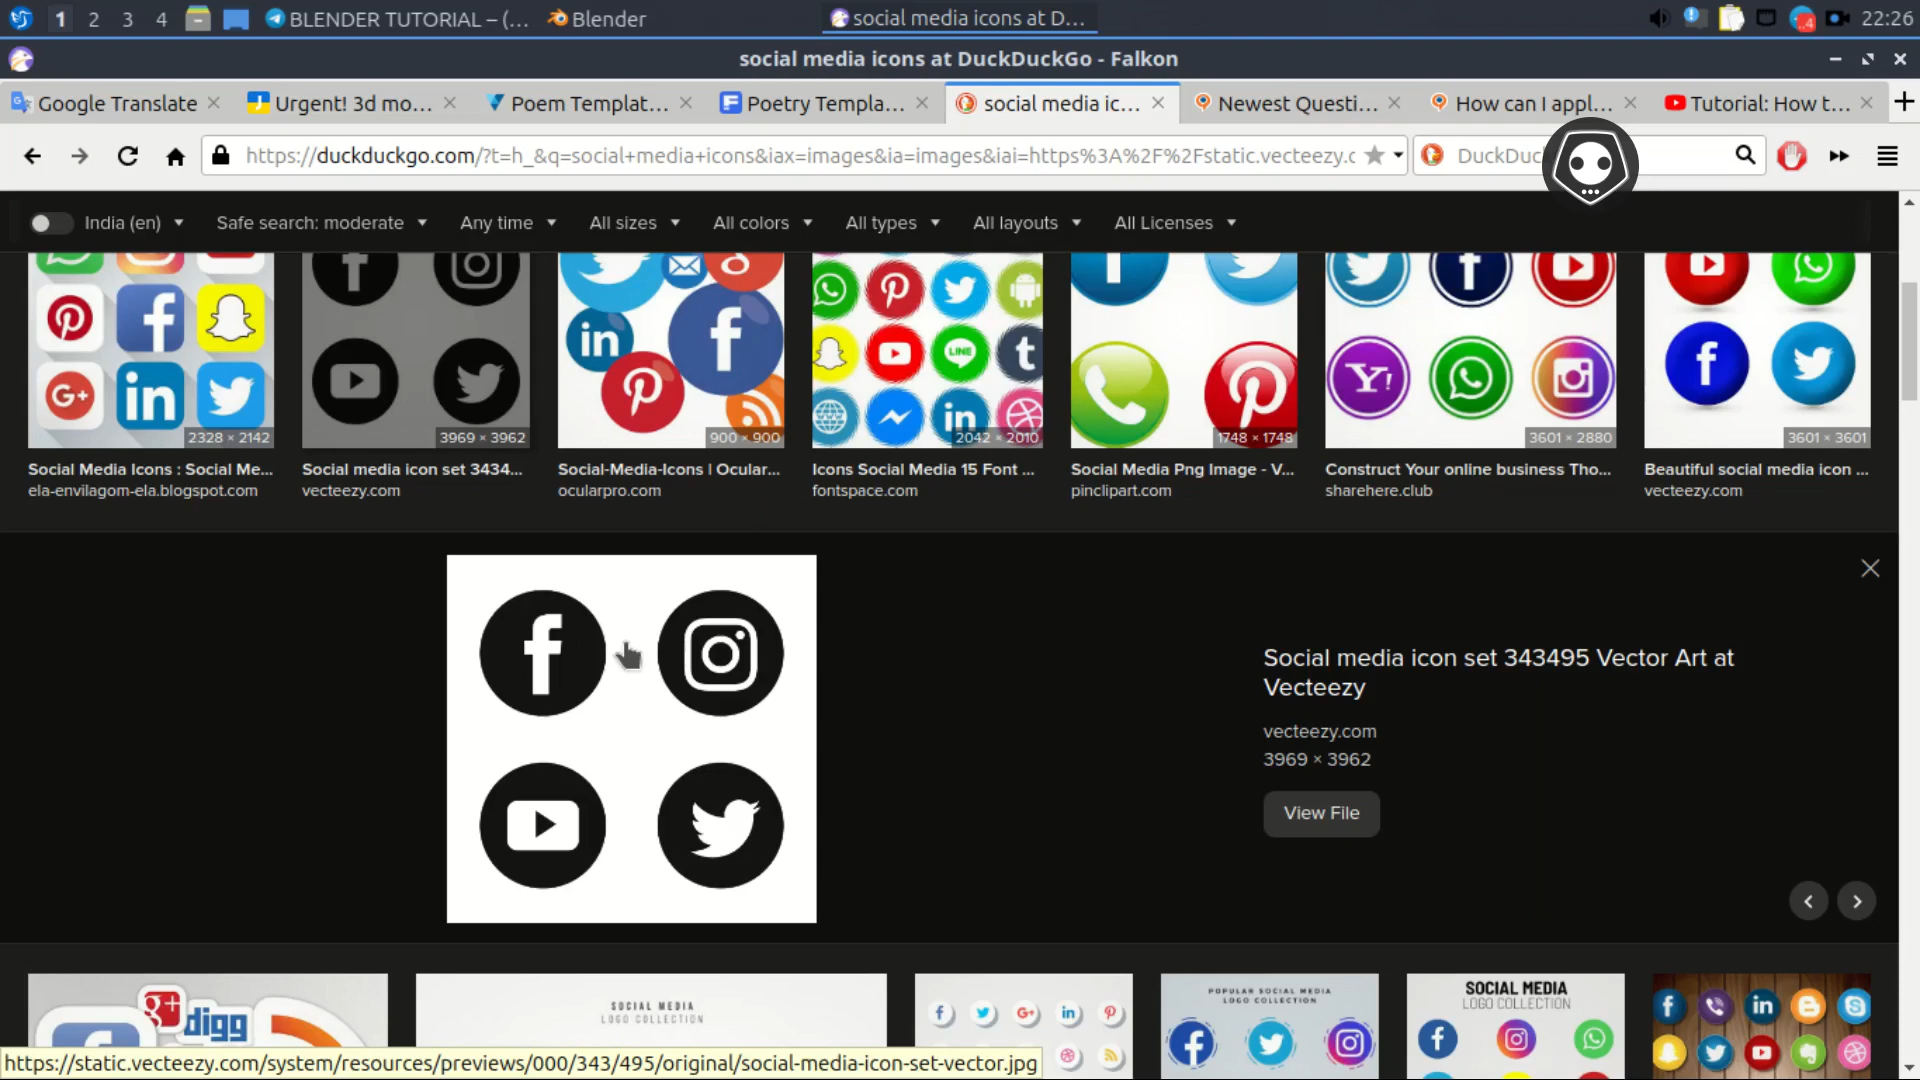 1 2 3 4 BLENDER TUTORIAL – (... Blender social media icons at D... 4 22:26
social media icons at DuckDuckGo - Falkon
Google Translate Urgent! 3d mo... Poem Templat... Poetry Templa... social media ic... Newest Questi... How can I appl... Tutorial: How t...
https://duckduckgo.com/?t=h_&q=social+media+icons&iax=images&ia=images&iai=https%3A%2F%2Fstatic.vecteezy.c DuckDuc
India (en) Safe search: moderate Any time All sizes All colors All types All layouts All Licenses
f
in f
LINE t
G+ in
Y!
f
in
2328 × 2142 3969 × 3962 900 × 900 2042 × 2010 1748 × 1748 3601 × 2880 3601 × 3601
Social Media Icons : Social Me... Social media icon set 3434... Social-Media-Icons | Ocular... Icons Social Media 15 Font ... Social Media Png Image - V... Construct Your online business Tho... Beautiful social media icon ...
ela-envilagom-ela.blogspot.com vecteezy.com ocularpro.com fontspace.com pinclipart.com sharehere.club vecteezy.com
f
Social media icon set 343495 Vector Art at
Vecteezy
vecteezy.com
3969 × 3962
View File
g+ digg
SOCIAL MEDIA
LOGO COLLECTION
f G+ in
POPULAR SOCIAL MEDIA
LOGO COLLECTION
f
SOCIAL MEDIA
LOGO COLLECTION
f
f in
https://static.vecteezy.com/system/resources/previews/000/343/495/original/social-media-icon-set-vector.jpg